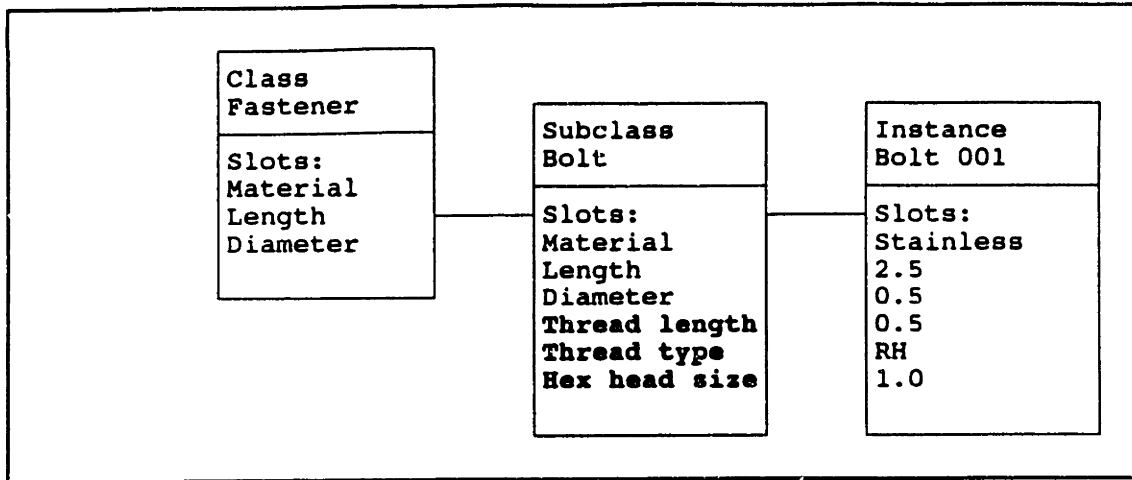 Class
Fastener
Slots:
Material
Length
Diameter
Subclass
Bolt
Slots:
Material
Length
Diameter
Thread length
Thread type
Hex head size
Instance
Bolt 001
Slots:
Stainless
2.5
0.5
0.5
RH
1.0